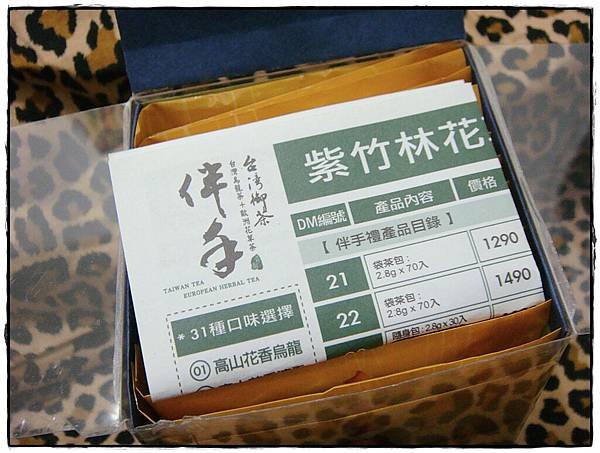 紫竹林花
台湾御茶
台灣烏龍茶+歐洲花草茶
伴手
TAIWAN TEA
EUROPEAN HERBAL TEA
DM編號 產品內容 價格
【 伴手禮產品目錄 】
21 袋茶包: 1290
2.8g x 70入
22 袋茶包: 1490
2.8g x 70入
隨身包: 2.8g x 30入
* 31種口味選擇
01 高山花香烏龍